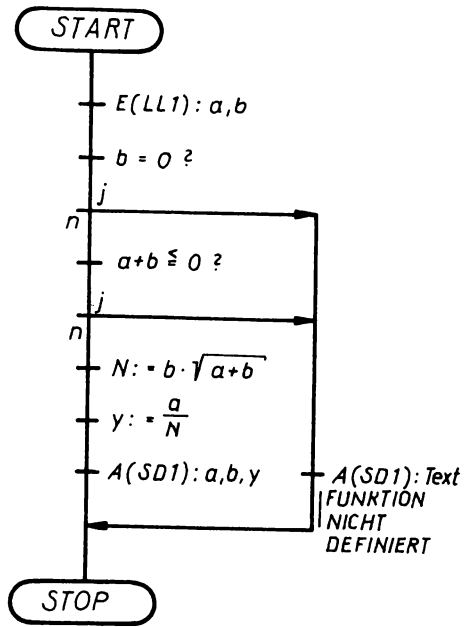 START
E(LL1): a,b
b = 0 ?
j
n
a+b ≦ 0 ?
j
n
N: = b · √a+b
y: = a/N
A(SD1): a,b,y
A(SD1): Text
FUNKTION
NICHT
DEFINIERT
STOP